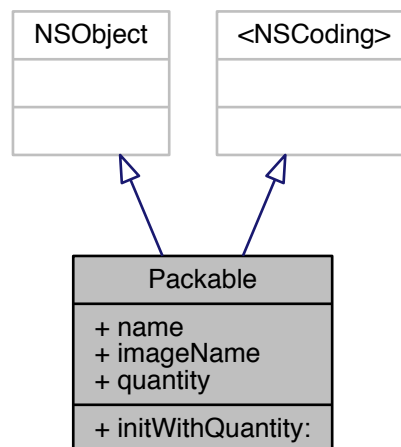 NSObject
<NSCoding>
Packable
+ name
+ imageName
+ quantity
+ initWithQuantity: